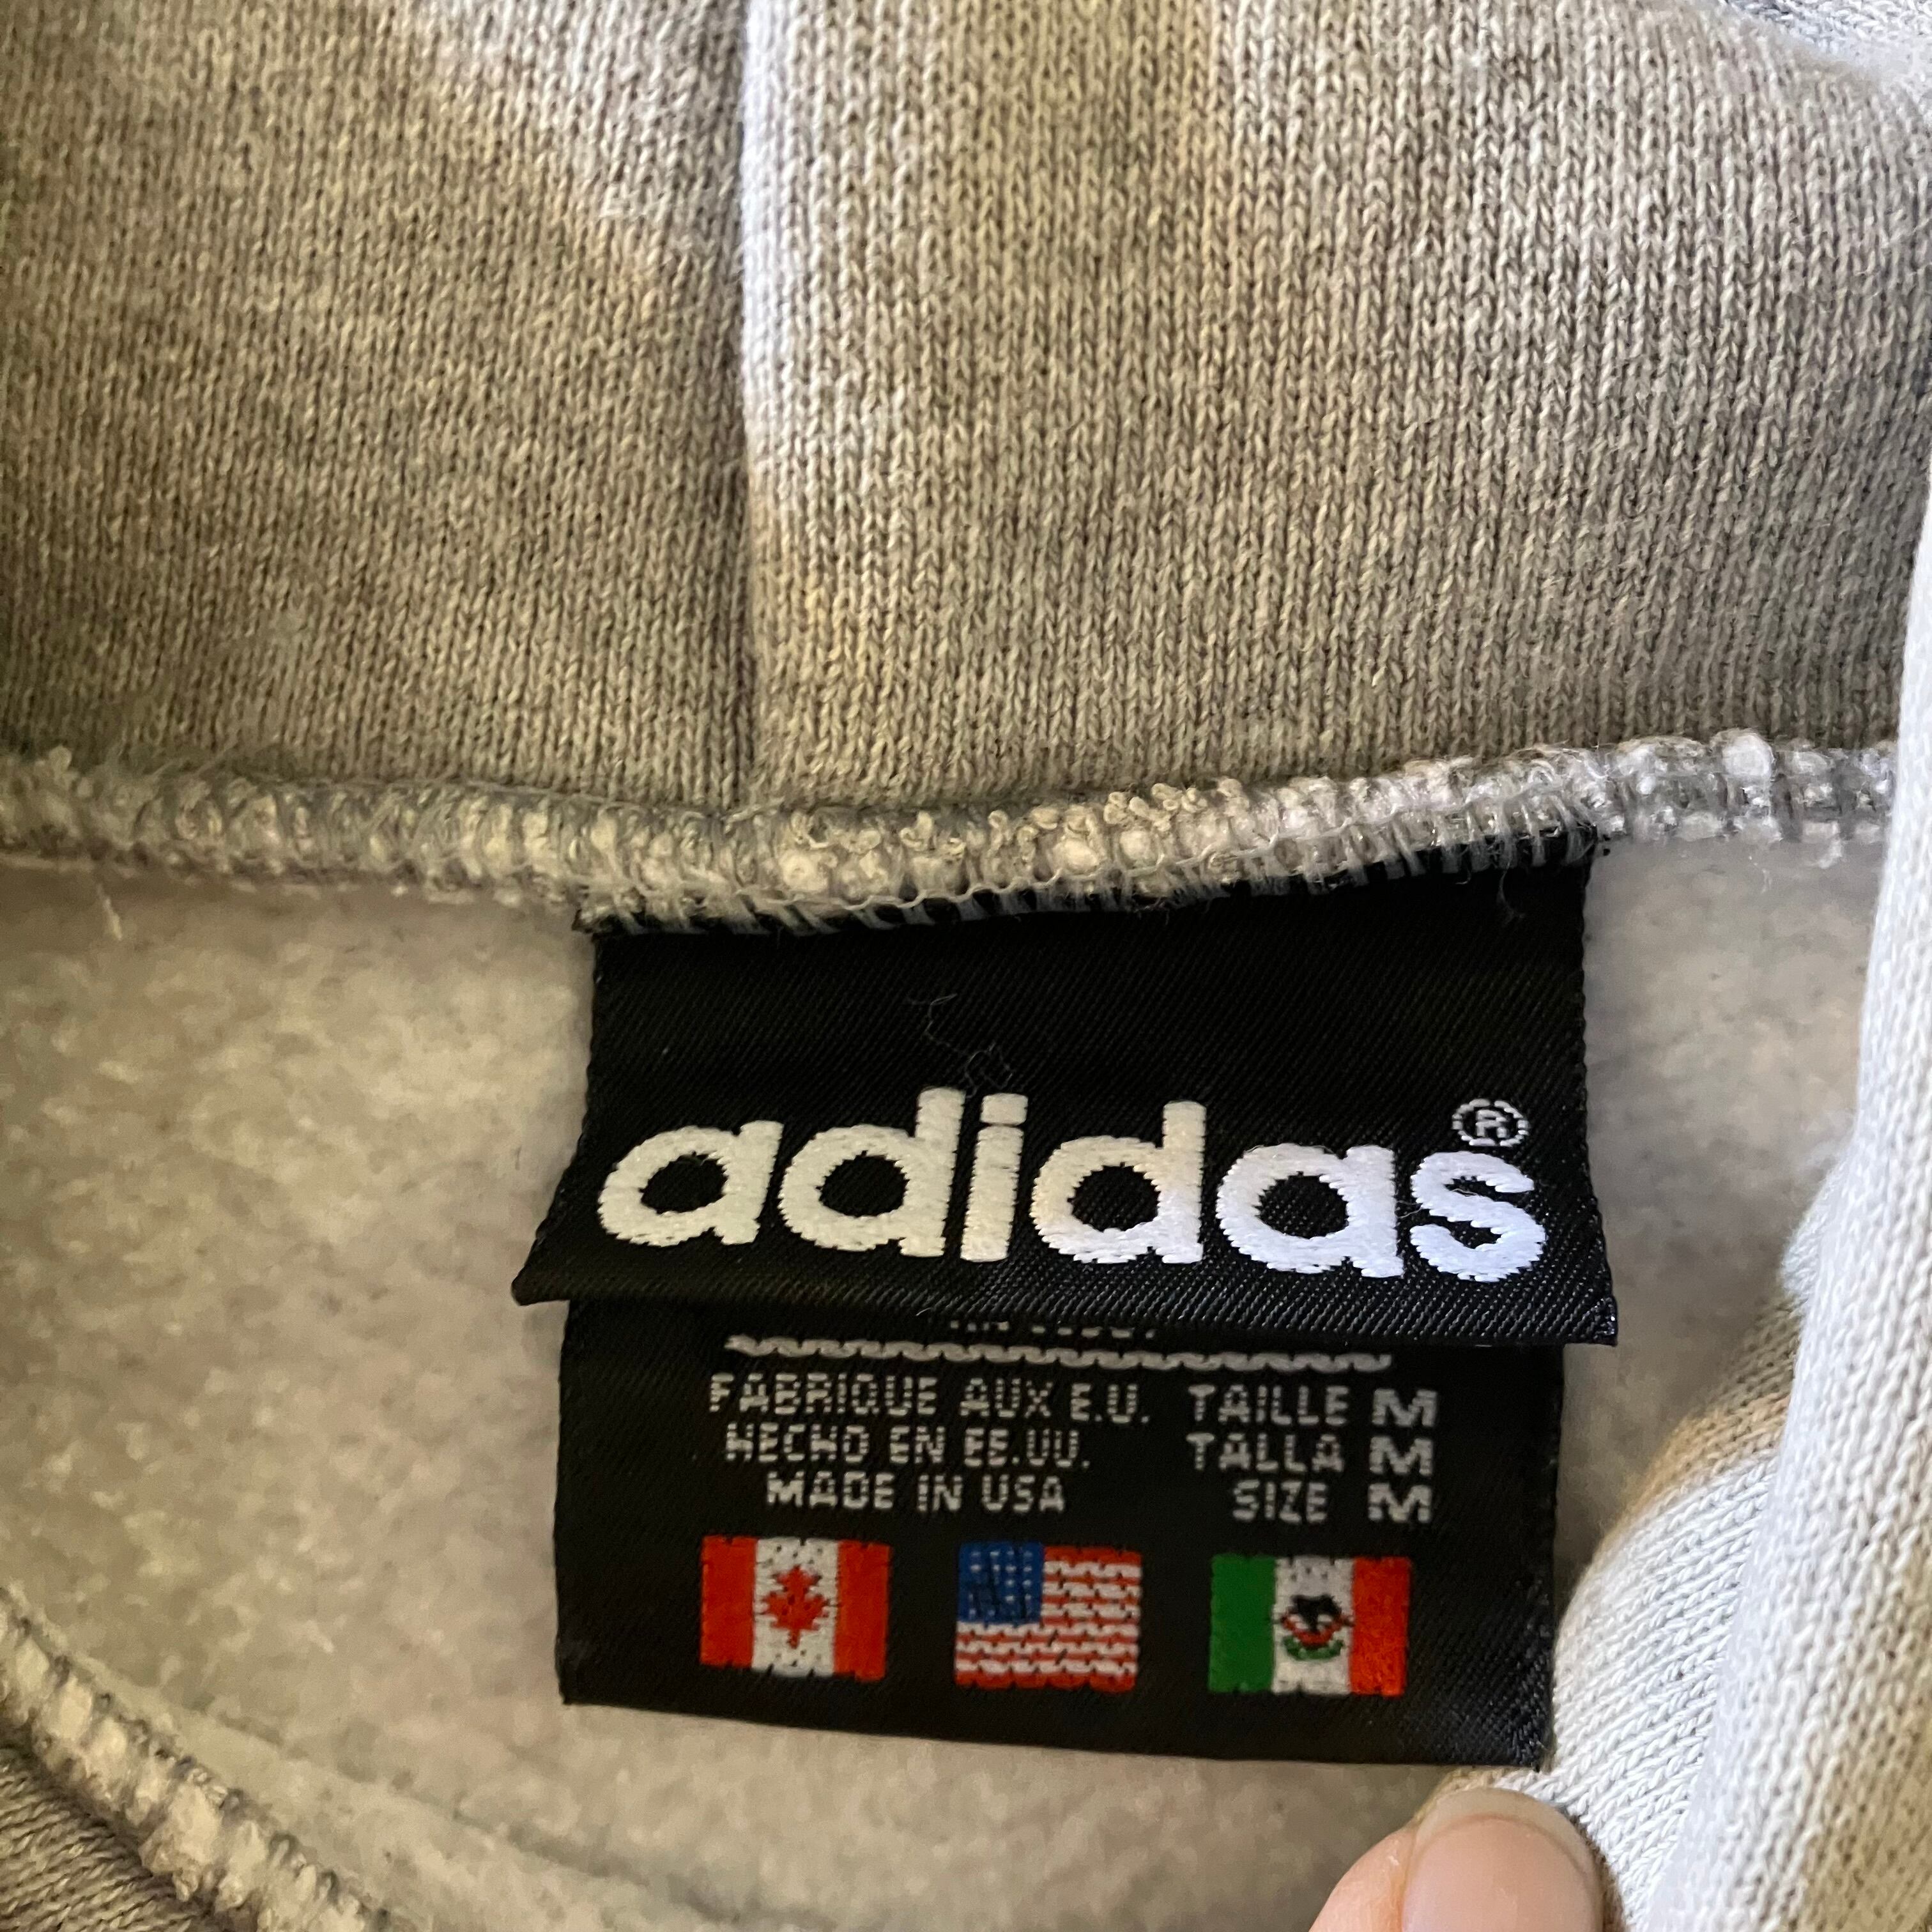 adidas®
FABRIQUE AUX E.U. TAILLE M
HECHO EN EE.UU. TALLA M
MADE IN USA SIZE M